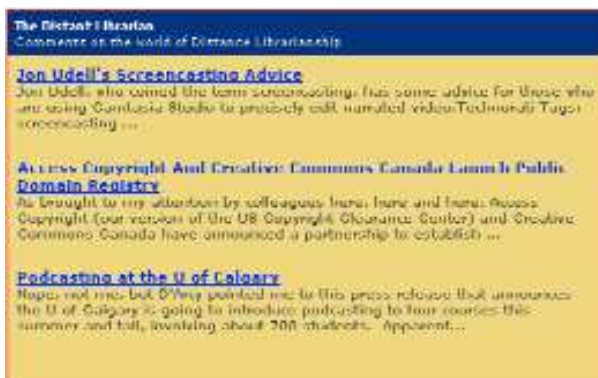 The Distant Librarian
Comments on the world of Distance Librarianship
Jon Udell's Screencasting Advice
Jon Udell, who coined the term screencasting, has some advice for those who
are using Camtasia Studio to precisely edit narrated video.Technorati Tags:
screencasting ...
Access Copyright And Creative Commons Canada Launch Public
Domain Registry
As brought to my attention by colleagues here, here and here, Access
Copyright (our version of the US Copyright Clearance Center) and Creative
Commons Canada have announced a partnership to establish ...
Podcasting at the U of Calgary
Nope, not me, but D'Arcy pointed me to this press release that announces
the U of Calgary is going to introduce podcasting to four courses this
summer and fall, involving about 700 students. Apparent...